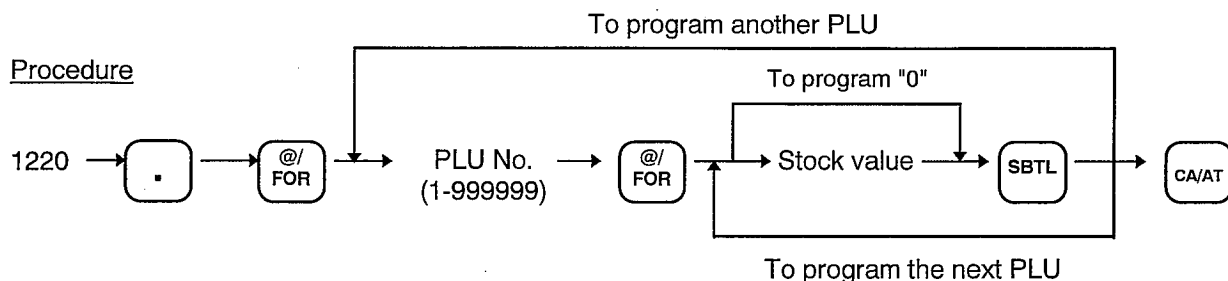 To program another PLU
Procedure
To program "0"
1220
.
@/
FOR
PLU No.
(1-999999)
@/
FOR
Stock value
SBTL
CA/AT
To program the next PLU